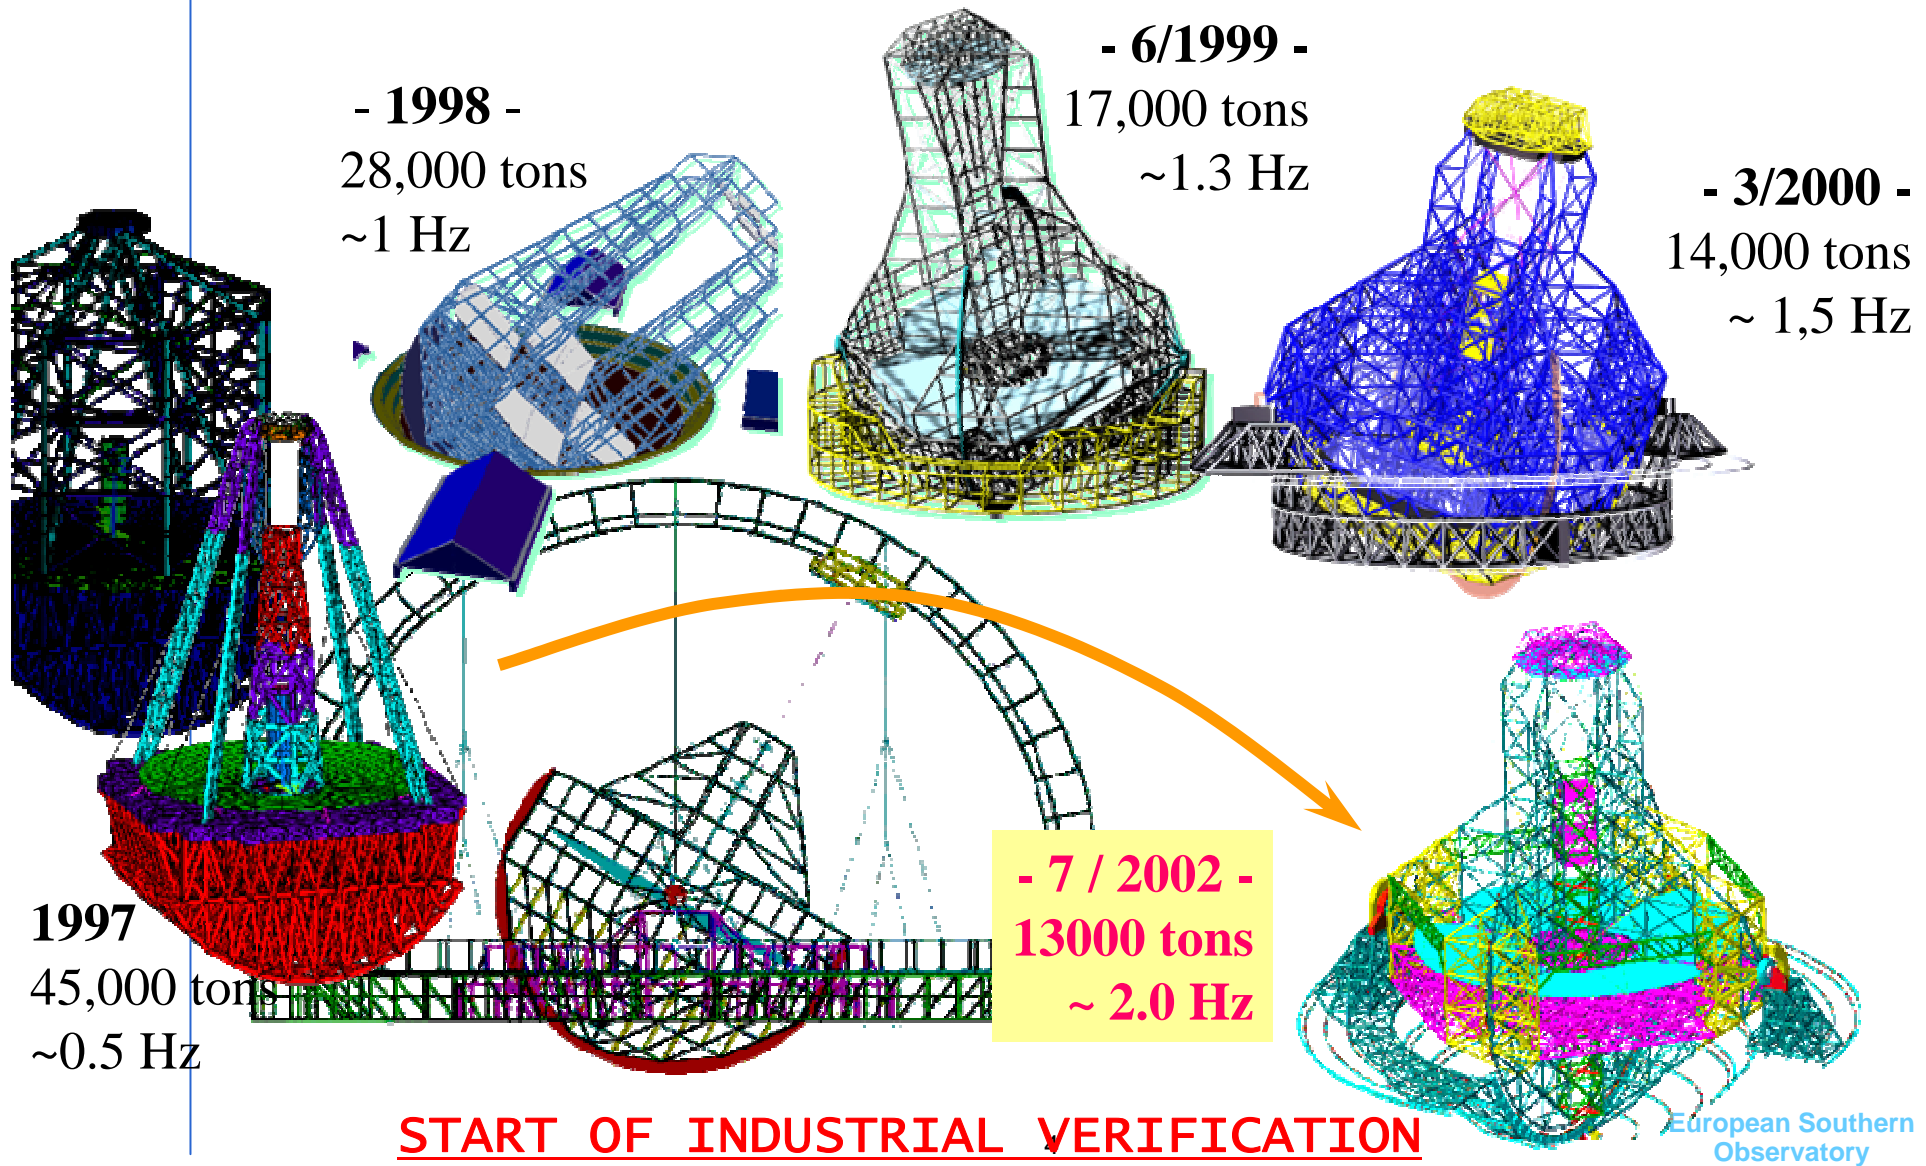 - 1998 -
28,000 tons
~1 Hz
- 6/1999 -
17,000 tons
~1.3 Hz
- 3/2000 -
14,000 tons
~ 1,5 Hz
1997
45,000 tons
~0.5 Hz
- 7 / 2002 -
13000 tons
~ 2.0 Hz
START OF INDUSTRIAL VERIFICATION
4
European Southern
Observatory